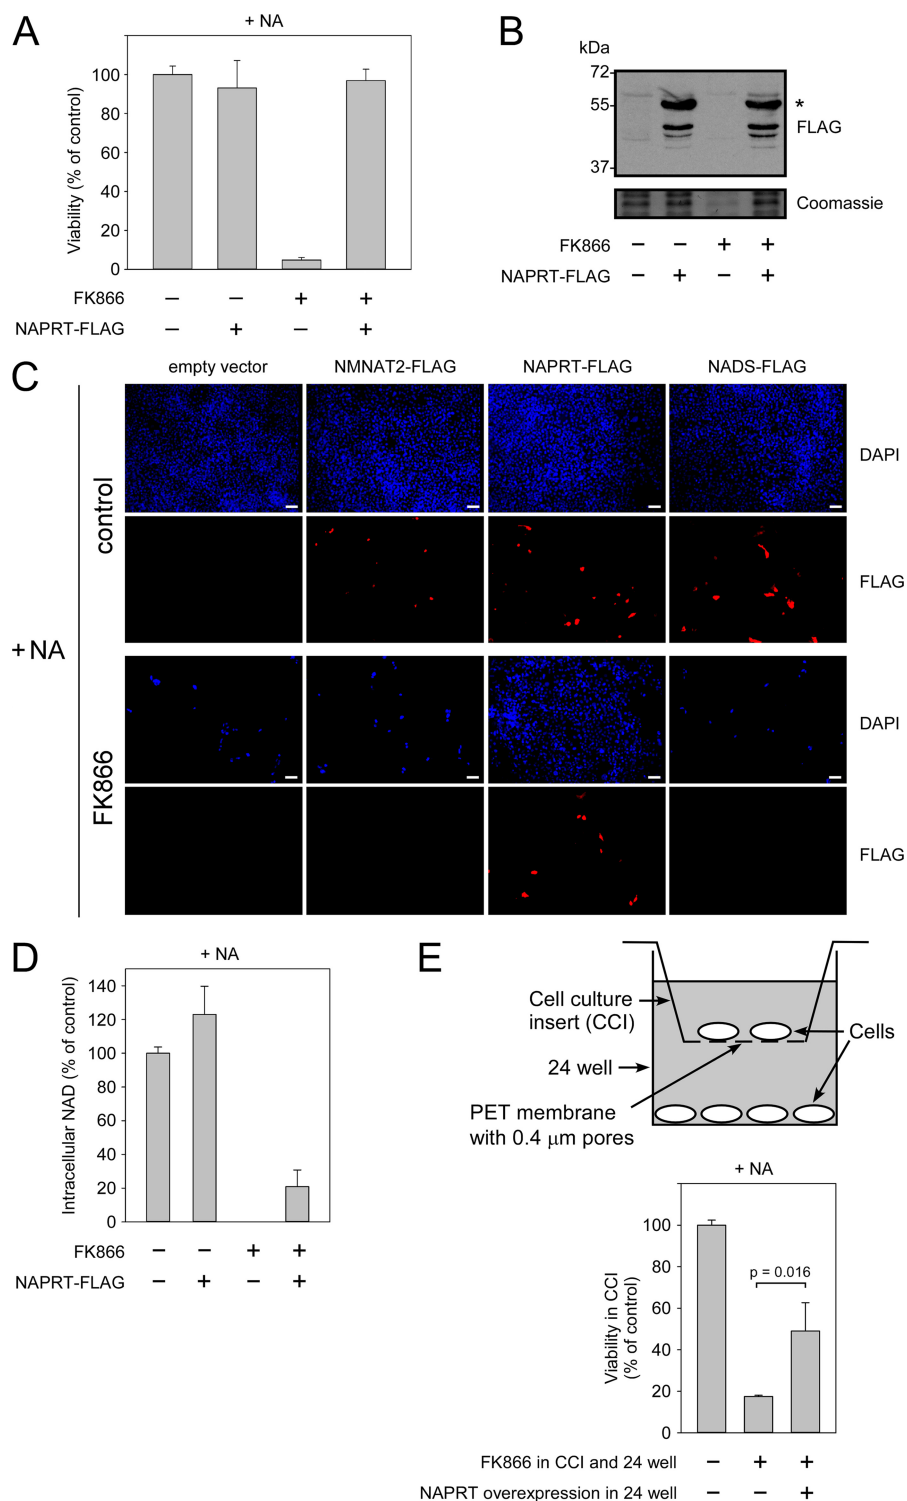 A
+ NA
Viability (% of control)
100
80
60
40
20
0
FK866 – – + +
NAPRT-FLAG – + – +
B
kDa
72
55
37
*
FLAG
Coomassie
FK866 – – + +
NAPRT-FLAG – + – +
C
empty vector NMNAT2-FLAG NAPRT-FLAG NADS-FLAG
+ NA
control
DAPI
FLAG
FK866
DAPI
FLAG
D
+ NA
Intracellular NAD (% of control)
140
120
100
80
60
40
20
0
FK866 – – + +
NAPRT-FLAG – + – +
E
Cell culture
insert (CCI)
Cells
24 well
PET membrane
with 0.4 μm pores
+ NA
Viability in CCI
(% of control)
100
80
60
40
20
0
p = 0.016
FK866 in CCI and 24 well – + +
NAPRT overexpression in 24 well – – +